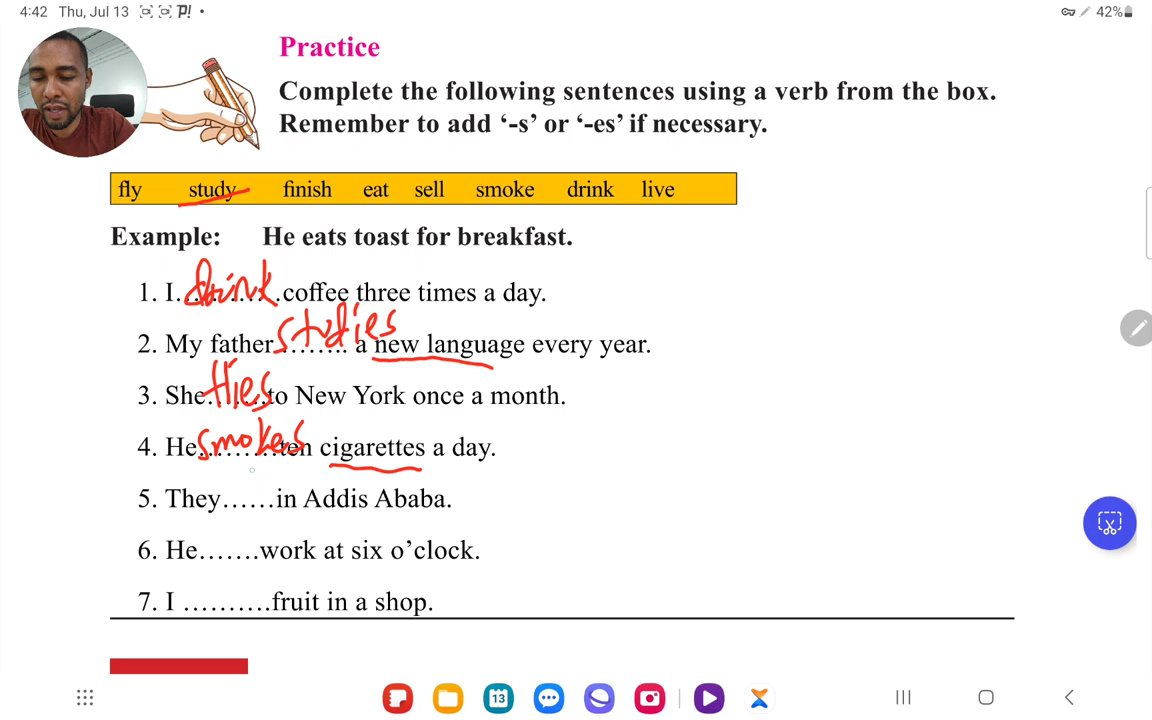 4:42 Thu, Jul 13 P! • 42%
Practice
Complete the following sentences using a verb from the box.
Remember to add ‘-s’ or ‘-es’ if necessary.
fly study finish eat sell smoke drink live
Example: He eats toast for breakfast.
1. I drink coffee three times a day.
2. My father studies a new language every year.
3. She flies to New York once a month.
4. He smokes ten cigarettes a day.
5. They……in Addis Ababa.
6. He…….work at six o’clock.
7. I ……….fruit in a shop.
13